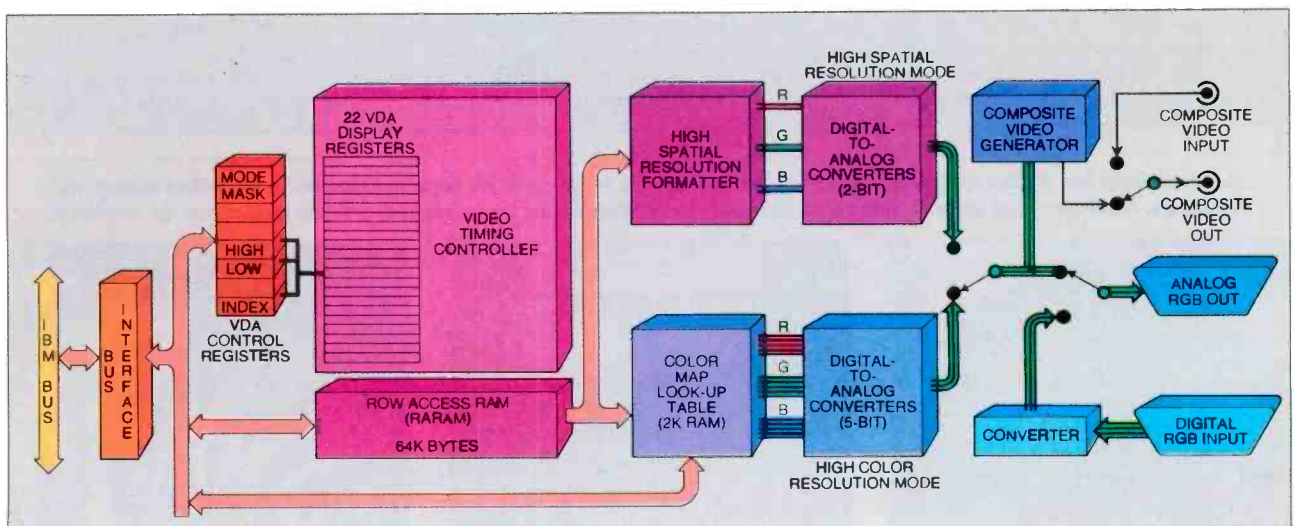 IBM BUS
INTERFACE
BUS
MODE
MASK
HIGH
LOW
INDEX
VDA
CONTROL
REGISTERS
22 VDA
DISPLAY
REGISTERS
VIDEO
TIMING
CONTROLLER
ROW ACCESS RAM
(RARAM)
64K BYTES
HIGH
SPATIAL
RESOLUTION
FORMATTER
R
G
B
HIGH SPATIAL
RESOLUTION MODE
DIGITAL-
TO-
ANALOG
CONVERTERS
(2-BIT)
COLOR
MAP
LOOK-UP
TABLE
(2K RAM)
R
G
B
DIGITAL-
TO-
ANALOG
CONVERTERS
(5-BIT)
HIGH COLOR
RESOLUTION MODE
COMPOSITE
VIDEO
GENERATOR
COMPOSITE
VIDEO INPUT
COMPOSITE
VIDEO
OUT
ANALOG
RGB OUT
CONVERTER
DIGITAL
RGB INPUT